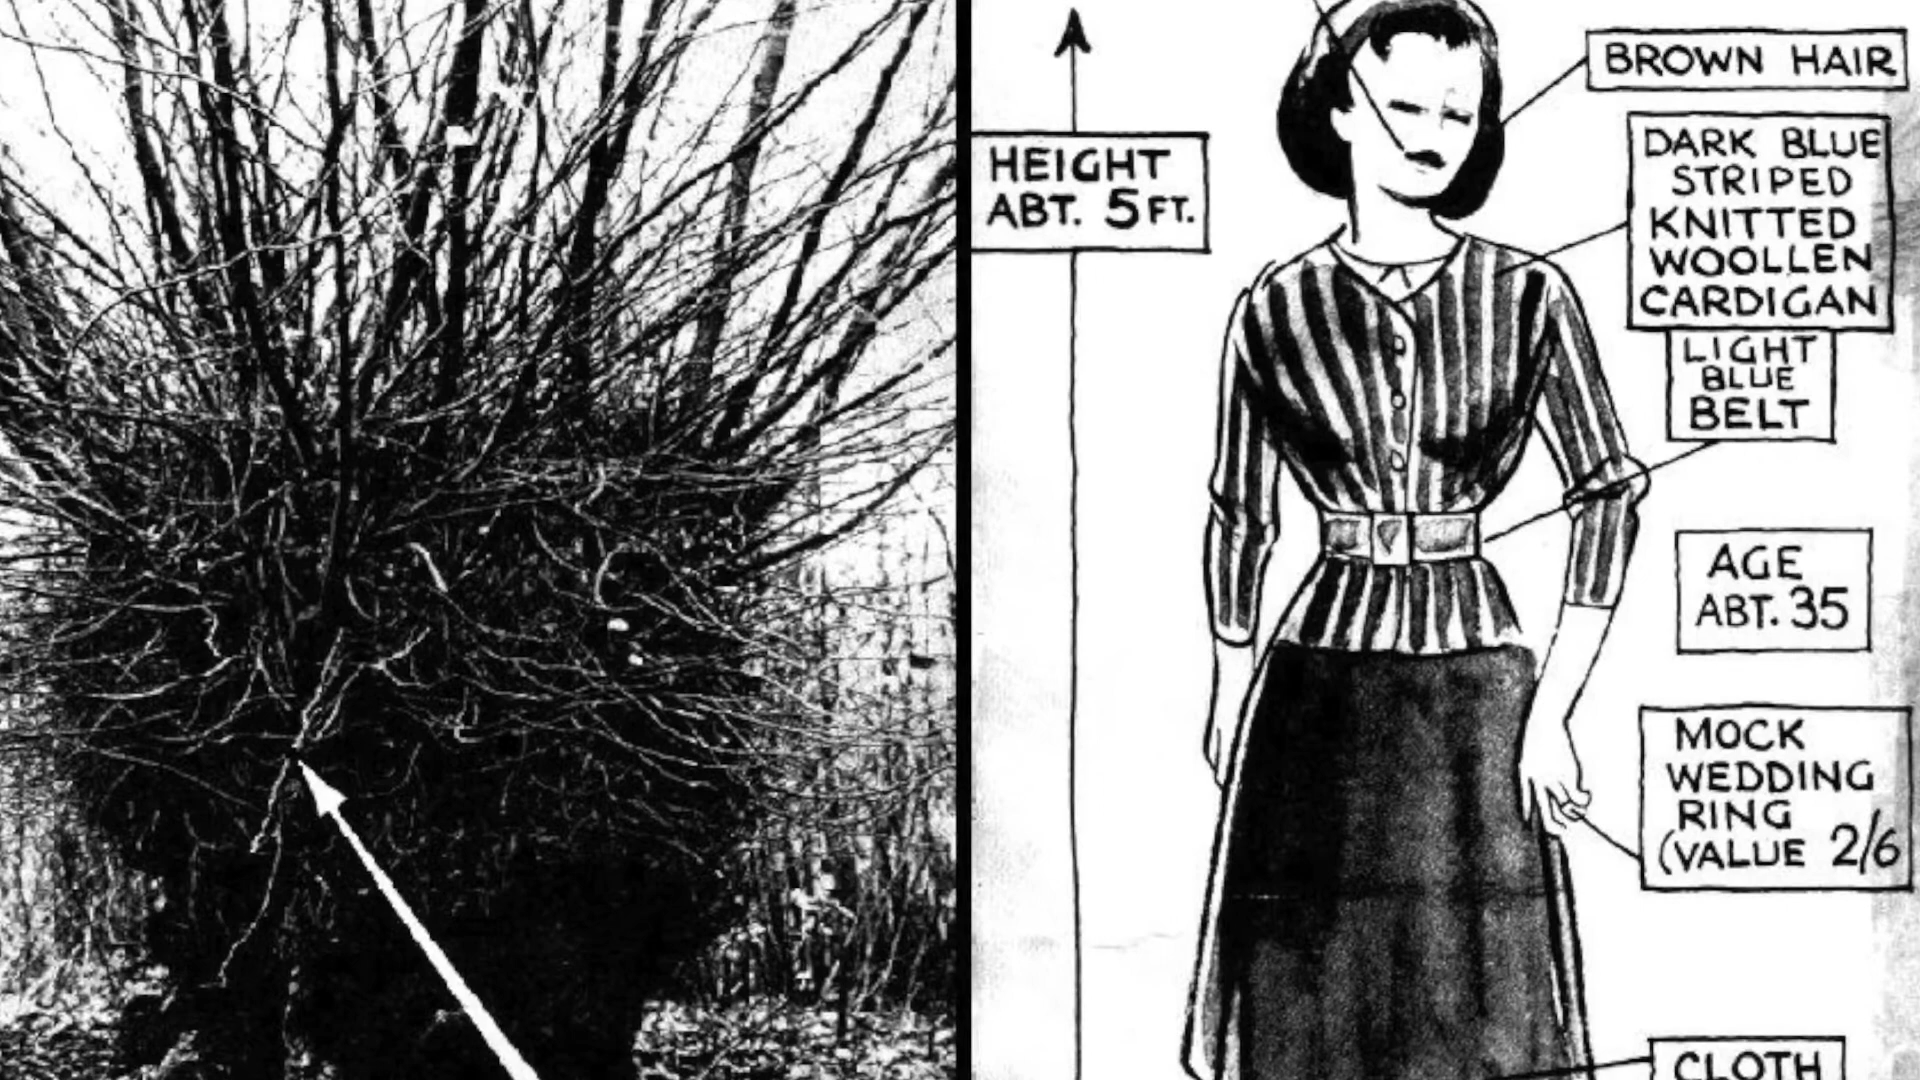 BROWN HAIR
HEIGHT
ABT. 5FT.
DARK BLUE
STRIPED
KNITTED
WOOLLEN
CARDIGAN
LIGHT
BLUE
BELT
AGE
ABT. 35
MOCK
WEDDING
RING
(VALUE 2/6
CLOTH